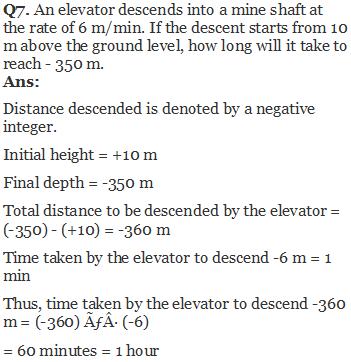 Q7. An elevator descends into a mine shaft at
the rate of 6 m/min. If the descent starts from 10
m above the ground level, how long will it take to
reach - 350 m.
Ans:
Distance descended is denoted by a negative
integer.
Initial height = +10 m
Final depth = -350 m
Total distance to be descended by the elevator =
(-350) - (+10) = -360 m
Time taken by the elevator to descend -6 m = 1
min
Thus, time taken by the elevator to descend -360
m = (-360) Ãƒ· (-6)
= 60 minutes = 1 hour